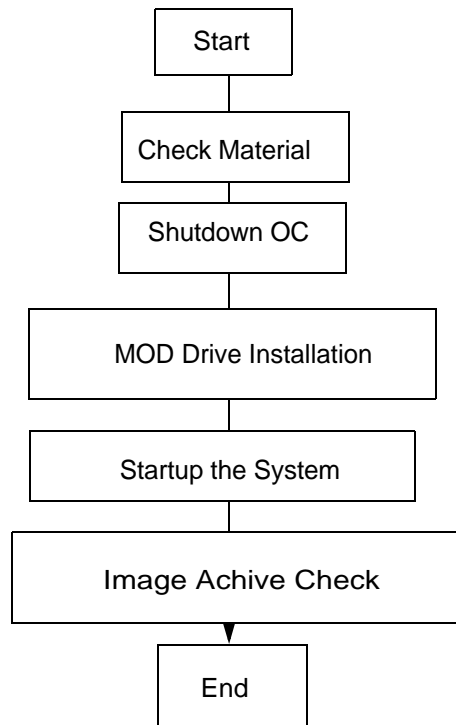 Start
Check Material
Shutdown OC
MOD Drive Installation
Startup the System
Image Achive Check
End